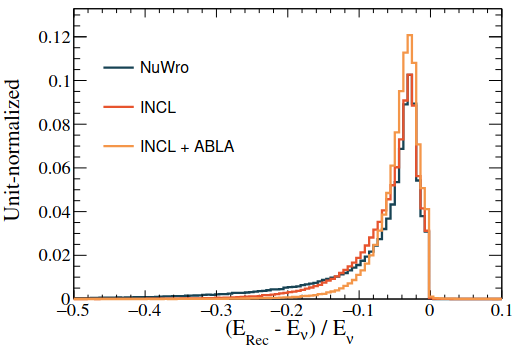 Unit-normalized
0.12
0.1
0.08
0.06
0.04
0.02
0
NuWro
INCL
INCL + ABLA
−0.5 −0.4 −0.3 −0.2 −0.1 0 0.1
(E_Rec - E_ν) / E_ν